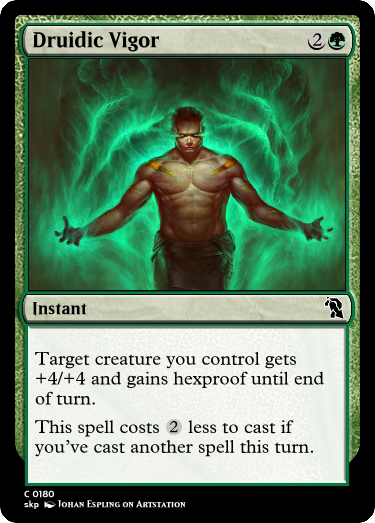 Druidic Vigor 2
Instant
Target creature you control gets
+4/+4 and gains hexproof until end
of turn.
This spell costs 2 less to cast if
you've cast another spell this turn.
C 0180
skp Johan Espling on Artstation